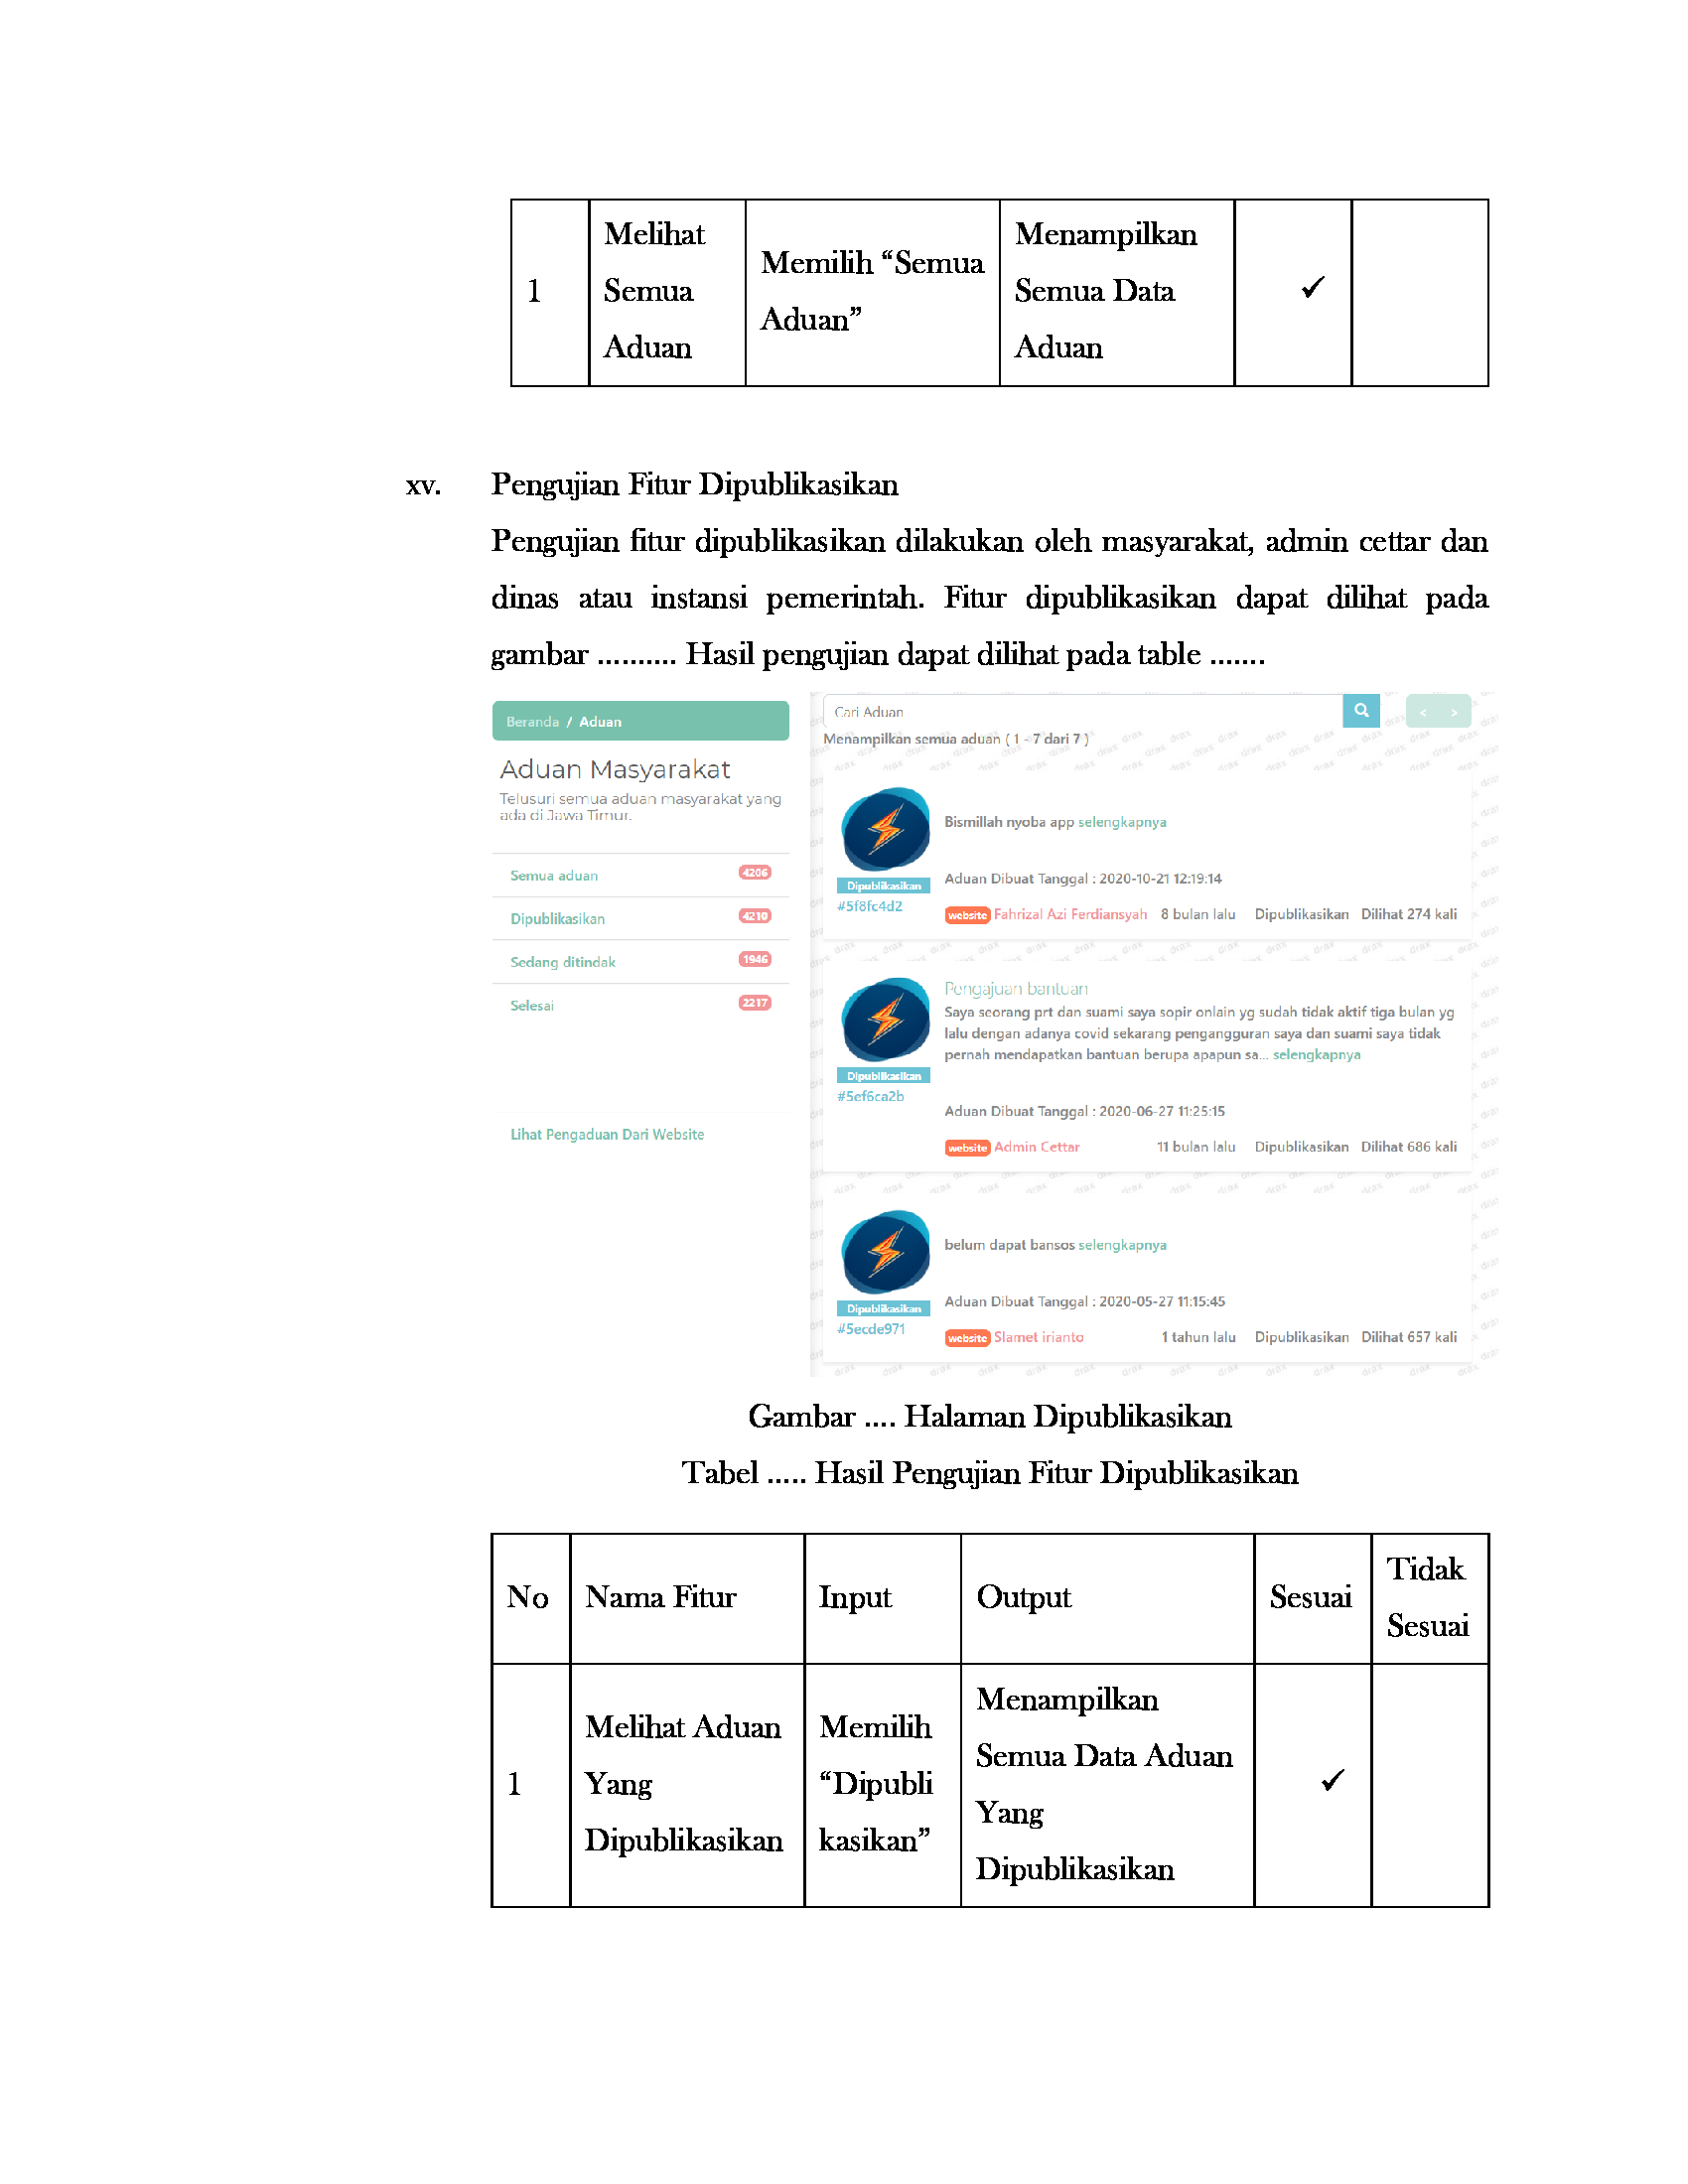 1
Melihat
Semua
Aduan
Memilih “Semua
Aduan”
Menampilkan
Semua Data
Aduan
✓
xv. Pengujian Fitur Dipublikasikan
Pengujian fitur dipublikasikan dilakukan oleh masyarakat, admin cettar dan
dinas atau instansi pemerintah. Fitur dipublikasikan dapat dilihat pada
gambar .......... Hasil pengujian dapat dilihat pada table .......
Beranda / Aduan
Aduan Masyarakat
Telusuri semua aduan masyarakat yang
ada di Jawa Timur.
Semua aduan 4206
Dipublikasikan 4210
Sedang ditindak 1946
Selesai 2217
Lihat Pengaduan Dari Website
Cari Aduan
< >
Menampilkan semua aduan ( 1 - 7 dari 7 )
Bismillah nyoba app selengkapnya
Aduan Dibuat Tanggal : 2020-10-21 12:19:14
Dipublikasikan
#5f8fc4d2
website Fahrizal Azi Ferdiansyah 8 bulan lalu Dipublikasikan Dilihat 274 kali
Pengajuan bantuan
Saya seorang prt dan suami saya sopir onlain yg sudah tidak aktif tiga bulan yg
lalu dengan adanya covid sekarang pengangguran saya dan suami saya tidak
pernah mendapatkan bantuan berupa apapun sa... selengkapnya
Dipublikasikan
#5ef6ca2b
Aduan Dibuat Tanggal : 2020-06-27 11:25:15
website Admin Cettar 11 bulan lalu Dipublikasikan Dilihat 686 kali
belum dapat bansos selengkapnya
Aduan Dibuat Tanggal : 2020-05-27 11:15:45
Dipublikasikan
#5ecde971
website Slamet irianto 1 tahun lalu Dipublikasikan Dilihat 657 kali
Gambar .... Halaman Dipublikasikan
Tabel ..... Hasil Pengujian Fitur Dipublikasikan
No
Nama Fitur
Input
Output
Sesuai
Tidak
Sesuai
1
Melihat Aduan
Yang
Dipublikasikan
Memilih
“Dipubli
kasikan”
Menampilkan
Semua Data Aduan
Yang
Dipublikasikan
✓